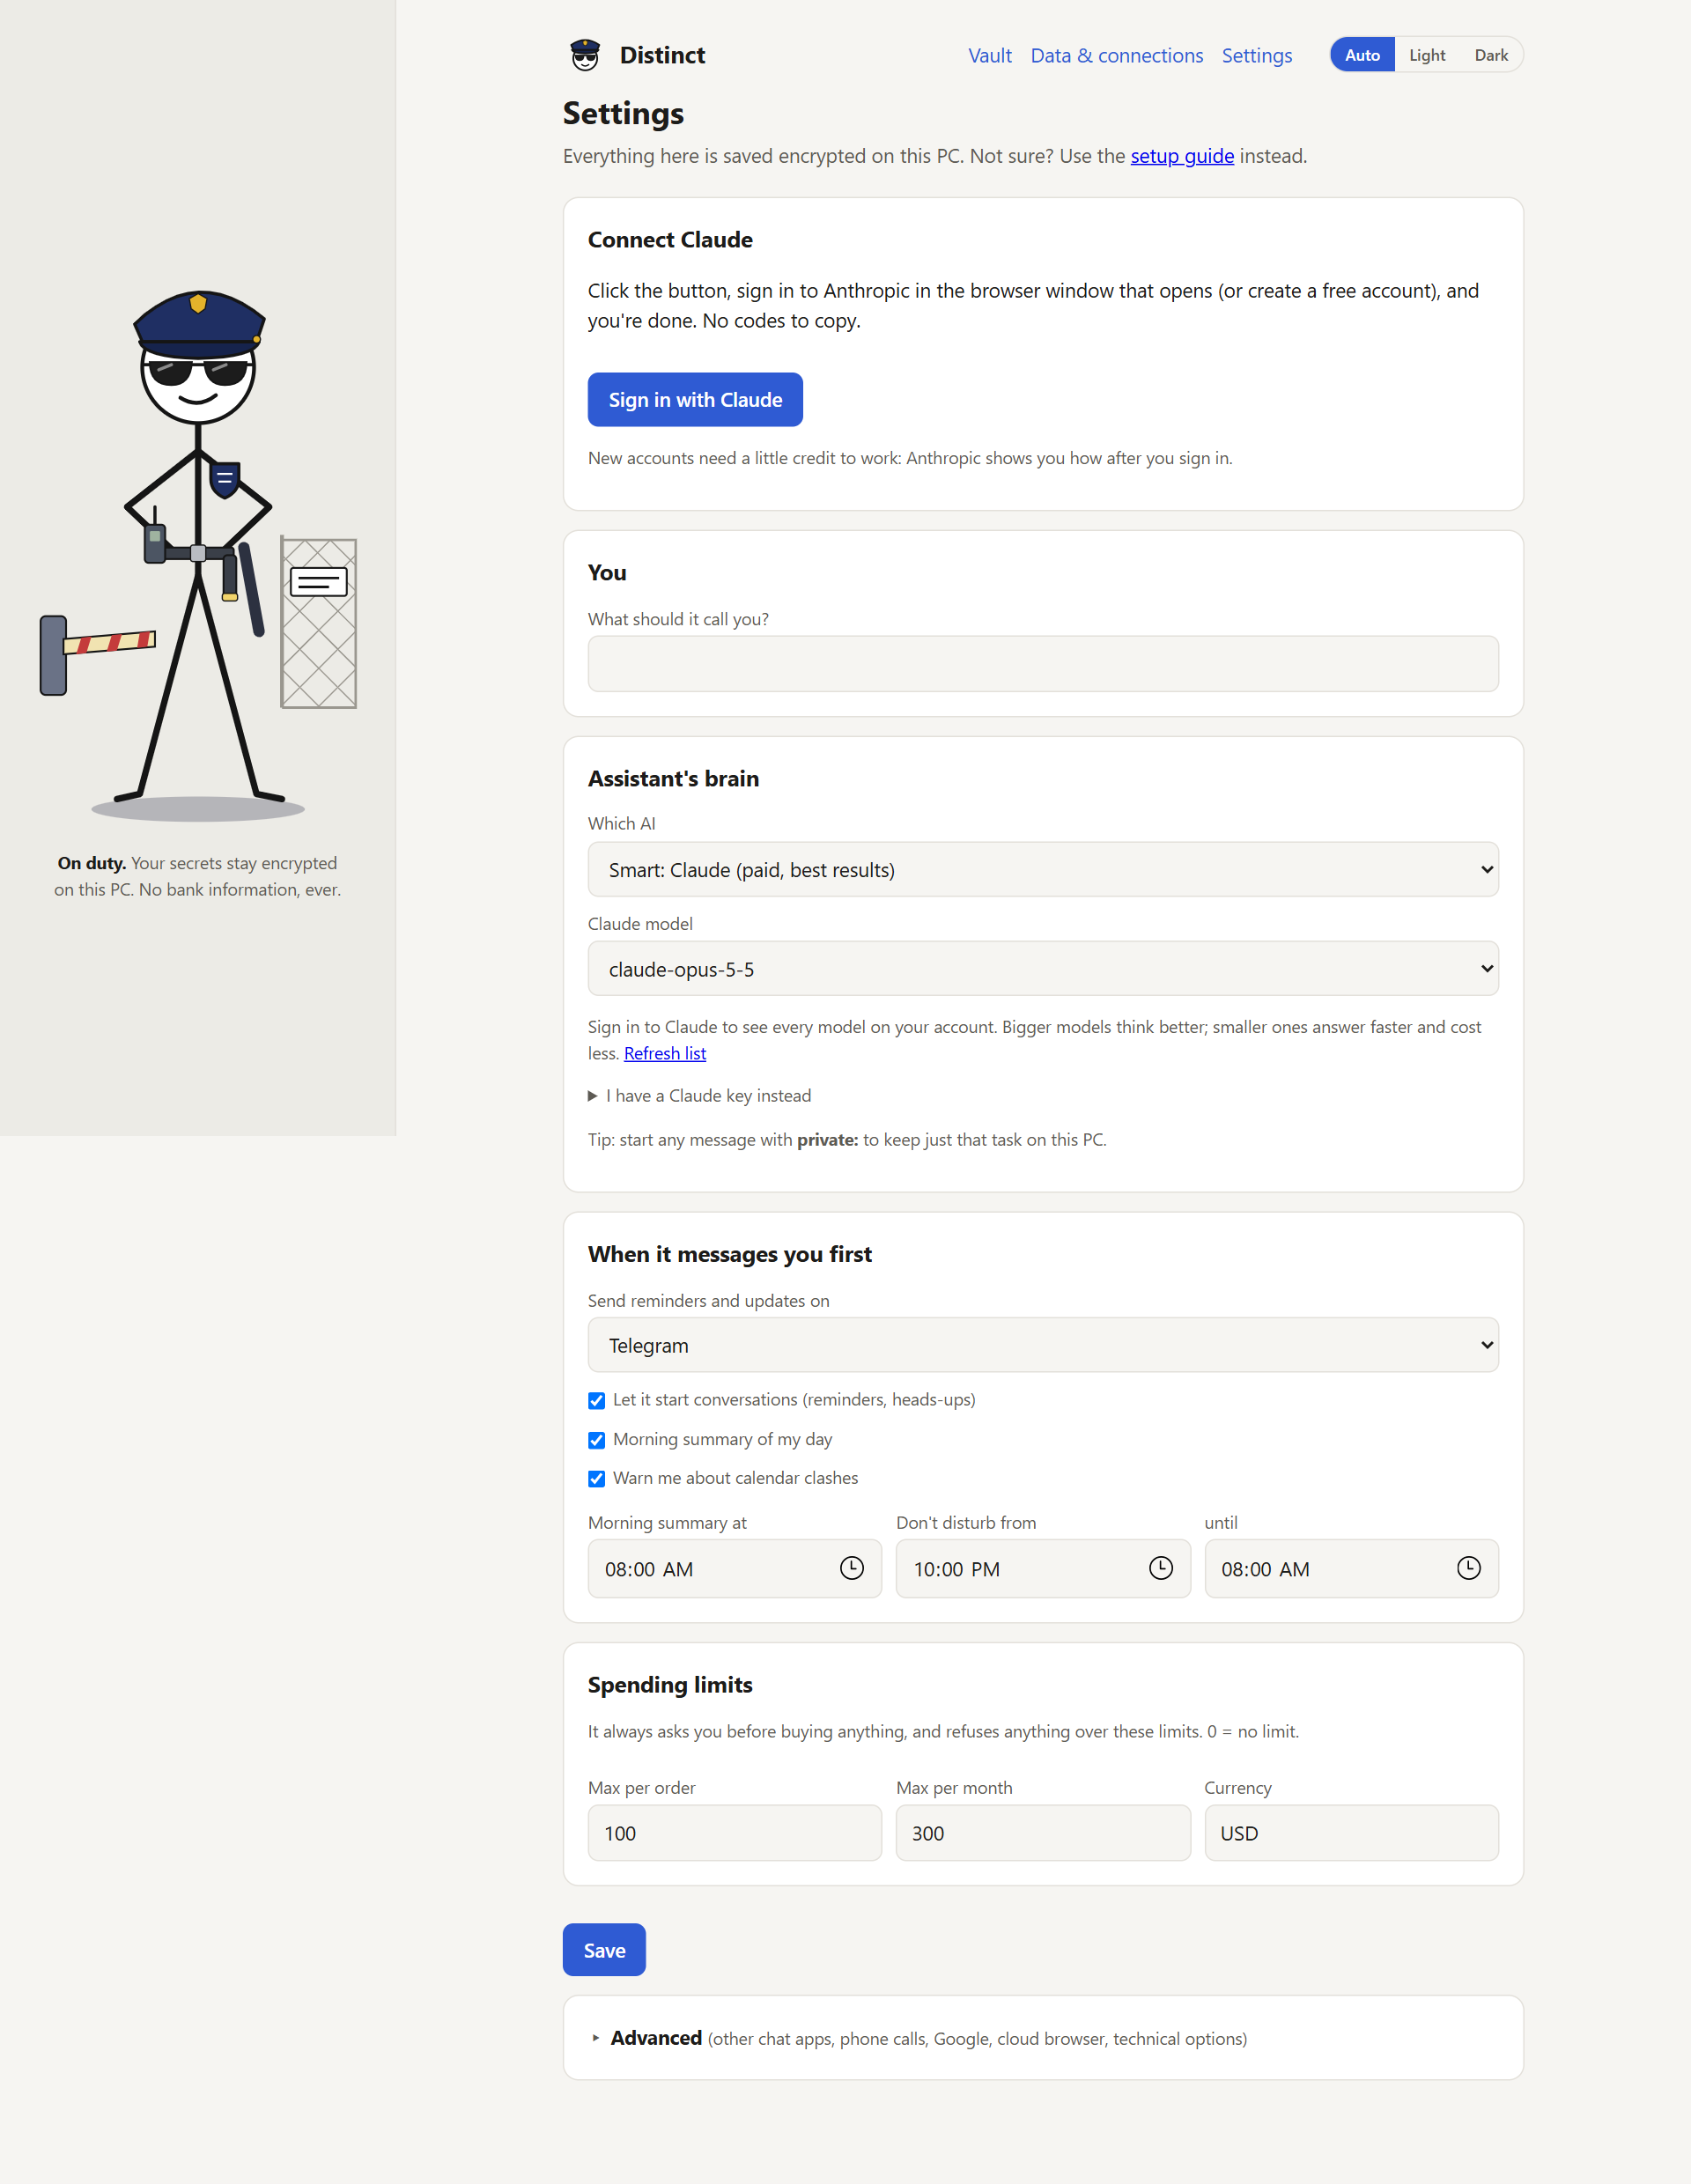 Distinct
Vault
Data & connections
Settings
Auto
Light
Dark
Settings
Everything here is saved encrypted on this PC. Not sure? Use the setup guide instead.
On duty. Your secrets stay encrypted
on this PC. No bank information, ever.
Connect Claude
Click the button, sign in to Anthropic in the browser window that opens (or create a free account), and
you're done. No codes to copy.
Sign in with Claude
New accounts need a little credit to work: Anthropic shows you how after you sign in.
You
What should it call you?
Assistant's brain
Which AI
Smart: Claude (paid, best results)
Claude model
claude-opus-5-5
Sign in to Claude to see every model on your account. Bigger models think better; smaller ones answer faster and cost
less. Refresh list
I have a Claude key instead
Tip: start any message with private: to keep just that task on this PC.
When it messages you first
Send reminders and updates on
Telegram
Let it start conversations (reminders, heads-ups)
Morning summary of my day
Warn me about calendar clashes
Morning summary at
Don't disturb from
until
08:00 AM
10:00 PM
08:00 AM
Spending limits
It always asks you before buying anything, and refuses anything over these limits. 0 = no limit.
Max per order
Max per month
Currency
100
300
USD
Save
Advanced (other chat apps, phone calls, Google, cloud browser, technical options)